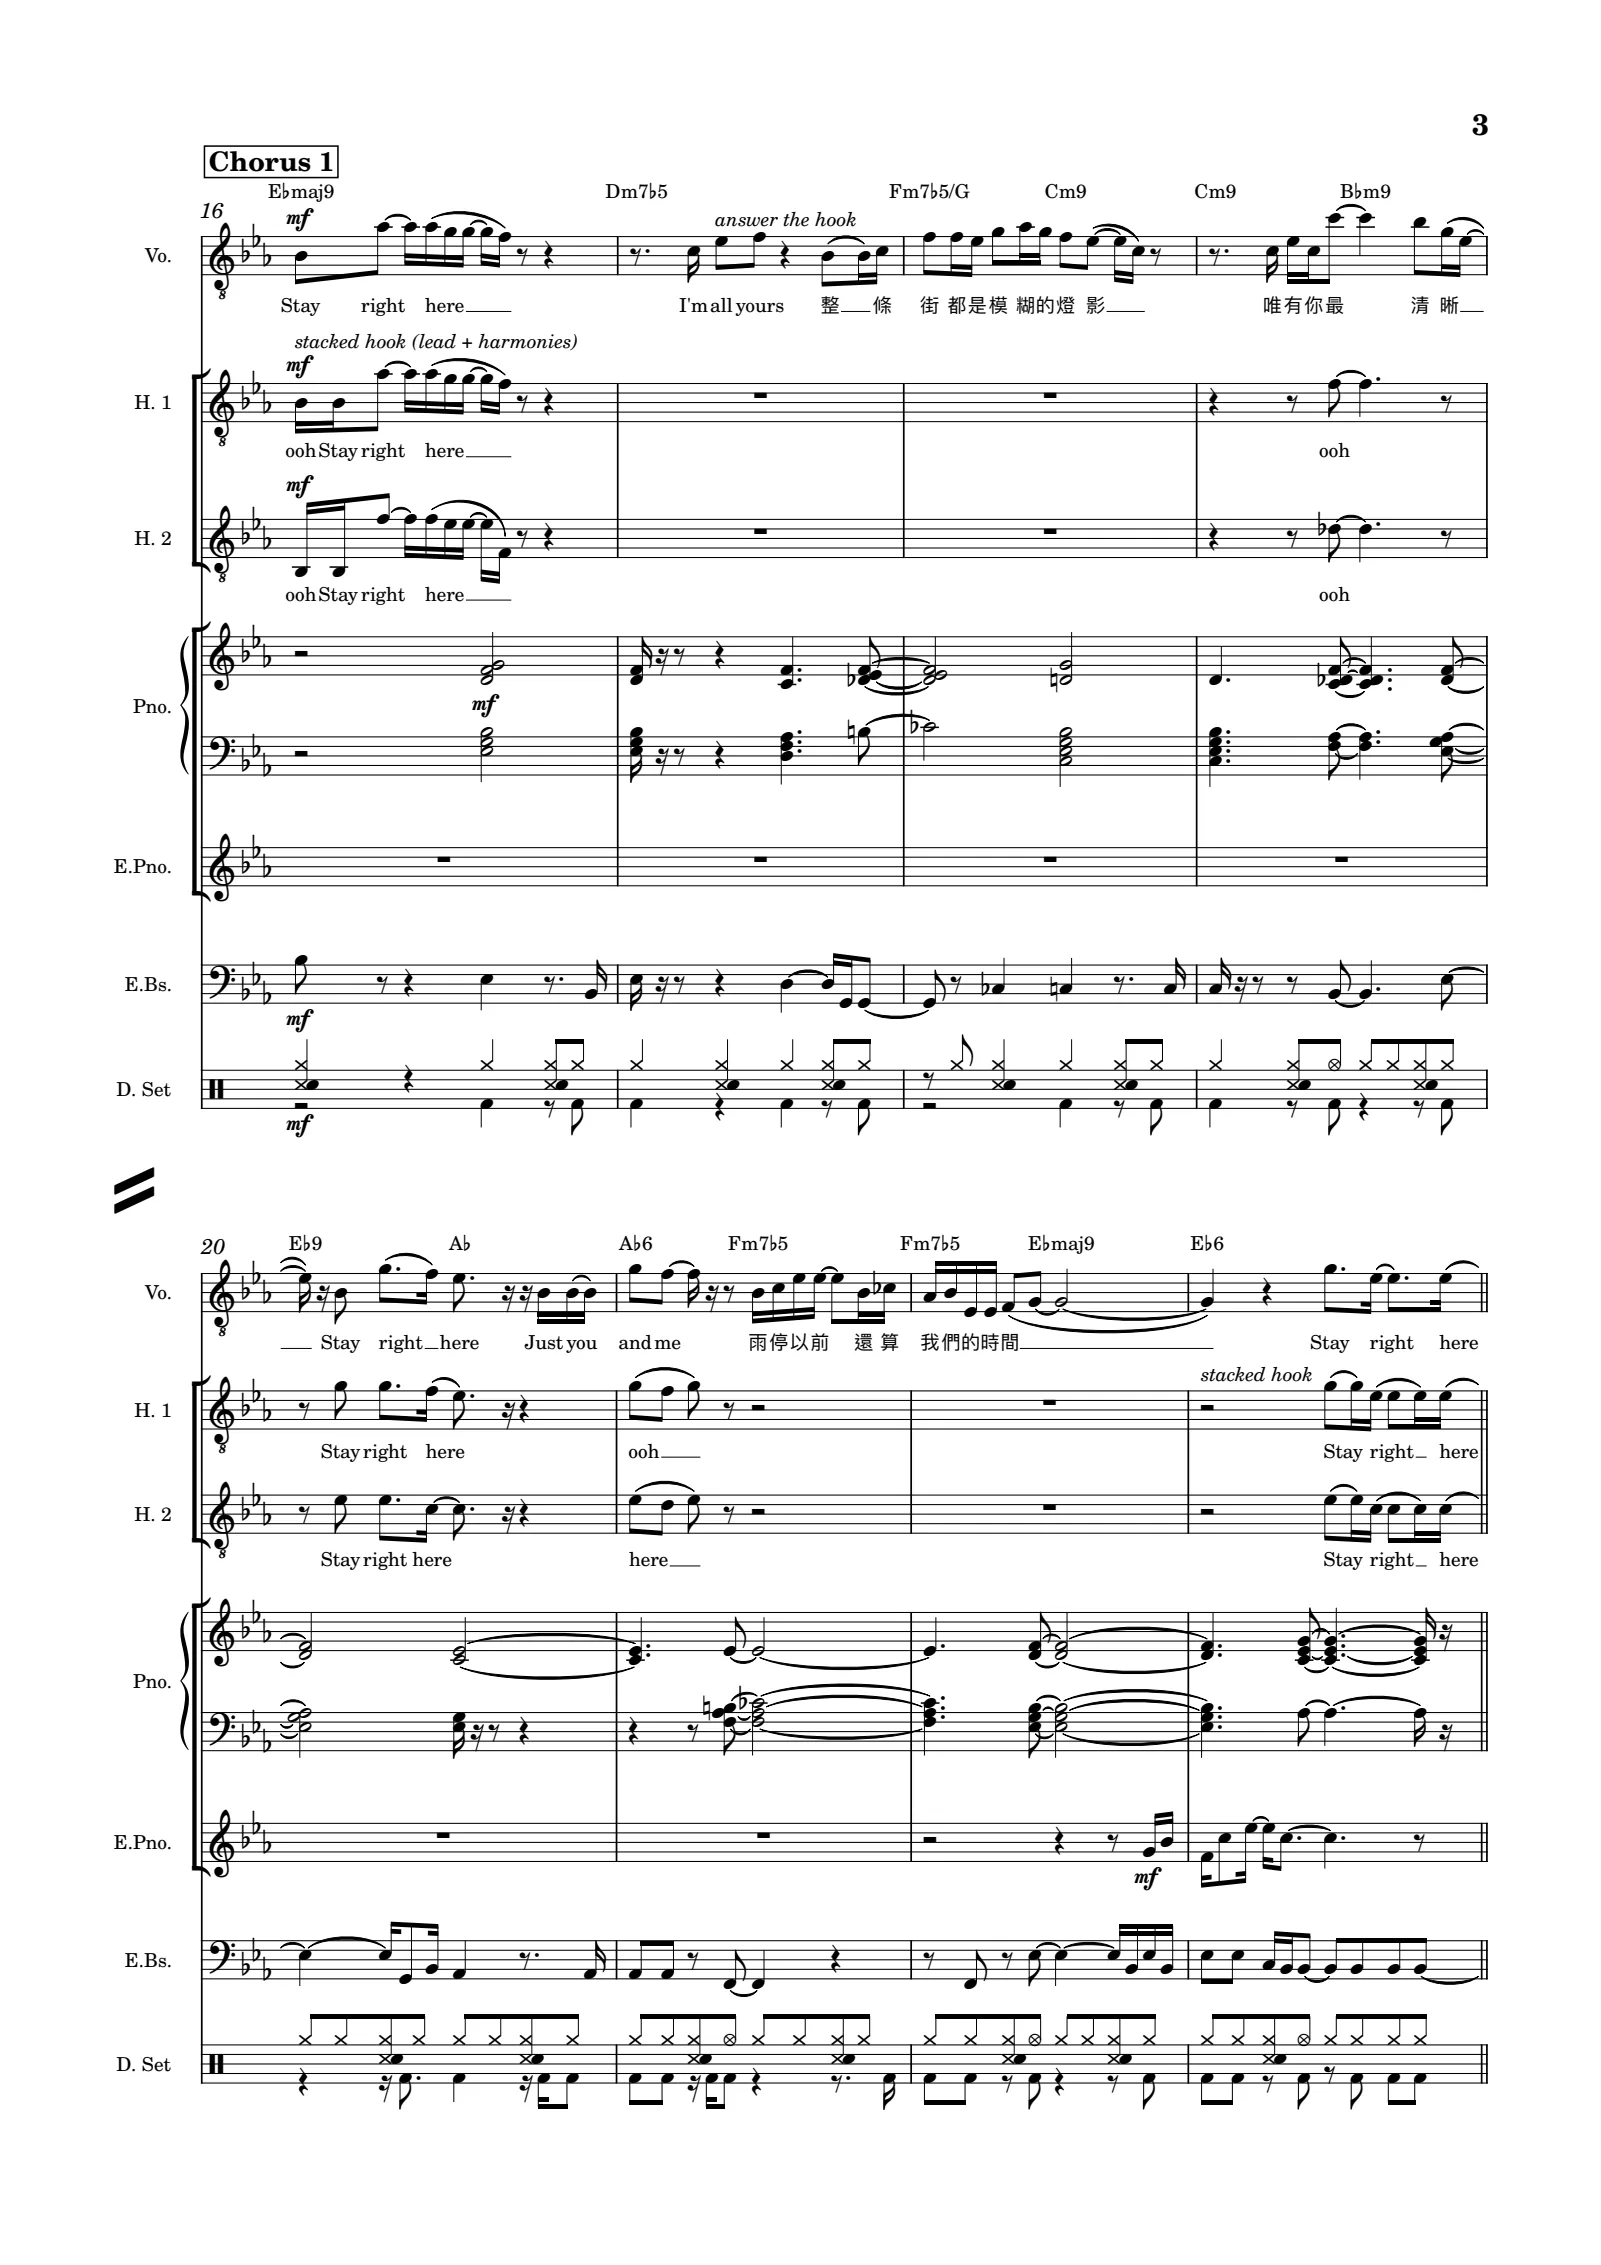 3
Chorus 1
E♭maj9 Dm7♭5 Fm7♭5/G Cm9 Cm9 B♭m9
16 mf answer the hook
Vo.
Stay right here I'm all yours 整 條 街 都是模 糊的燈 影 唯有你最 清 晰
stacked hook (lead + harmonies)
mf
H. 1
ooh Stay right here ooh
mf
H. 2
ooh Stay right here ooh
Pno.
mf
E.Pno.
E.Bs.
mf
D. Set
mf
E♭9 A♭ A♭6 Fm7♭5 Fm7♭5 E♭maj9 E♭6
20
Vo.
Stay right here Just you and me 雨停以前 還 算 我們的時間 Stay right here
stacked hook
H. 1
Stay right here ooh Stay right here
H. 2
Stay right here here Stay right here
Pno.
E.Pno.
mf
E.Bs.
D. Set